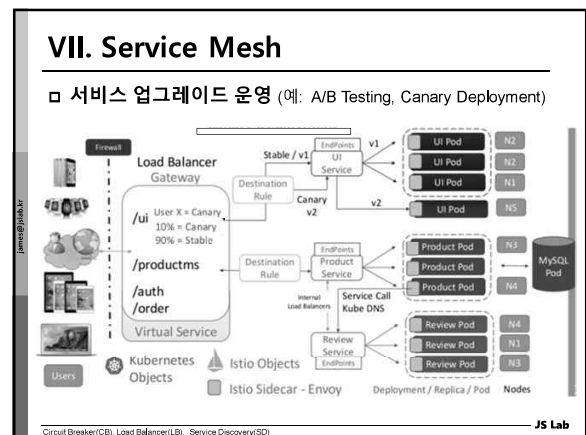 VII. Service Mesh
서비스 업그레이드 운영 (예: A/B Testing, Canary Deployment)
james@jslab.kr
Firewall
Load Balancer
Gateway
/ui
User X = Canary
10% = Canary
90% = Stable
/productms
/auth
/order
Virtual Service
Stable / v1
Destination
Rule
Canary
v2
EndPoints
UI
Service
v1
v2
UI Pod
UI Pod
UI Pod
UI Pod
N2
N2
N1
N5
Destination
Rule
EndPoints
Product
Service
Product Pod
Product Pod
Product Pod
N3
N4
MySQL
Pod
Internal
Load Balancers
Service Call
Kube DNS
Review
Service
EndPoints
Review Pod
Review Pod
Review Pod
N4
N1
N3
Users
Kubernetes
Objects
Istio Objects
Istio Sidecar - Envoy
Deployment / Replica / Pod
Nodes
Circuit Breaker(CB), Load Balancer(LB), Service Discovery(SD)
JS Lab